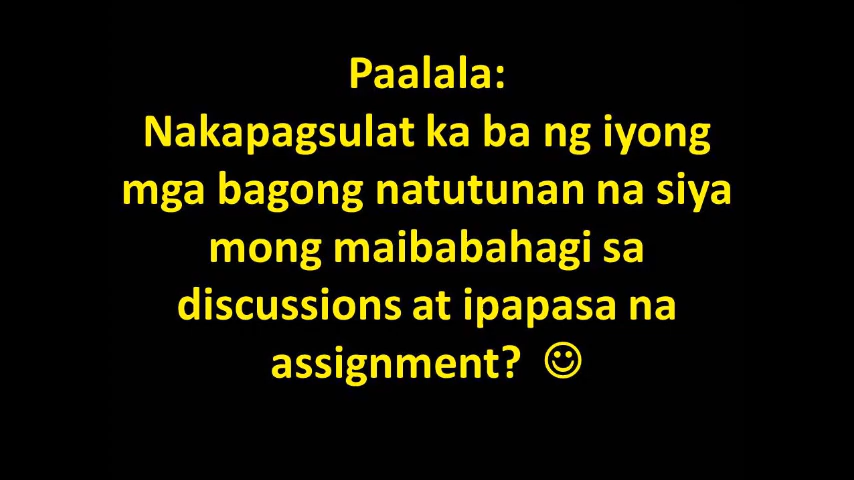 Paalala:
Nakapagsulat ka ba ng iyong
mga bagong natutunan na siya
mong maibabahagi sa
discussions at ipapasa na
assignment? ☺